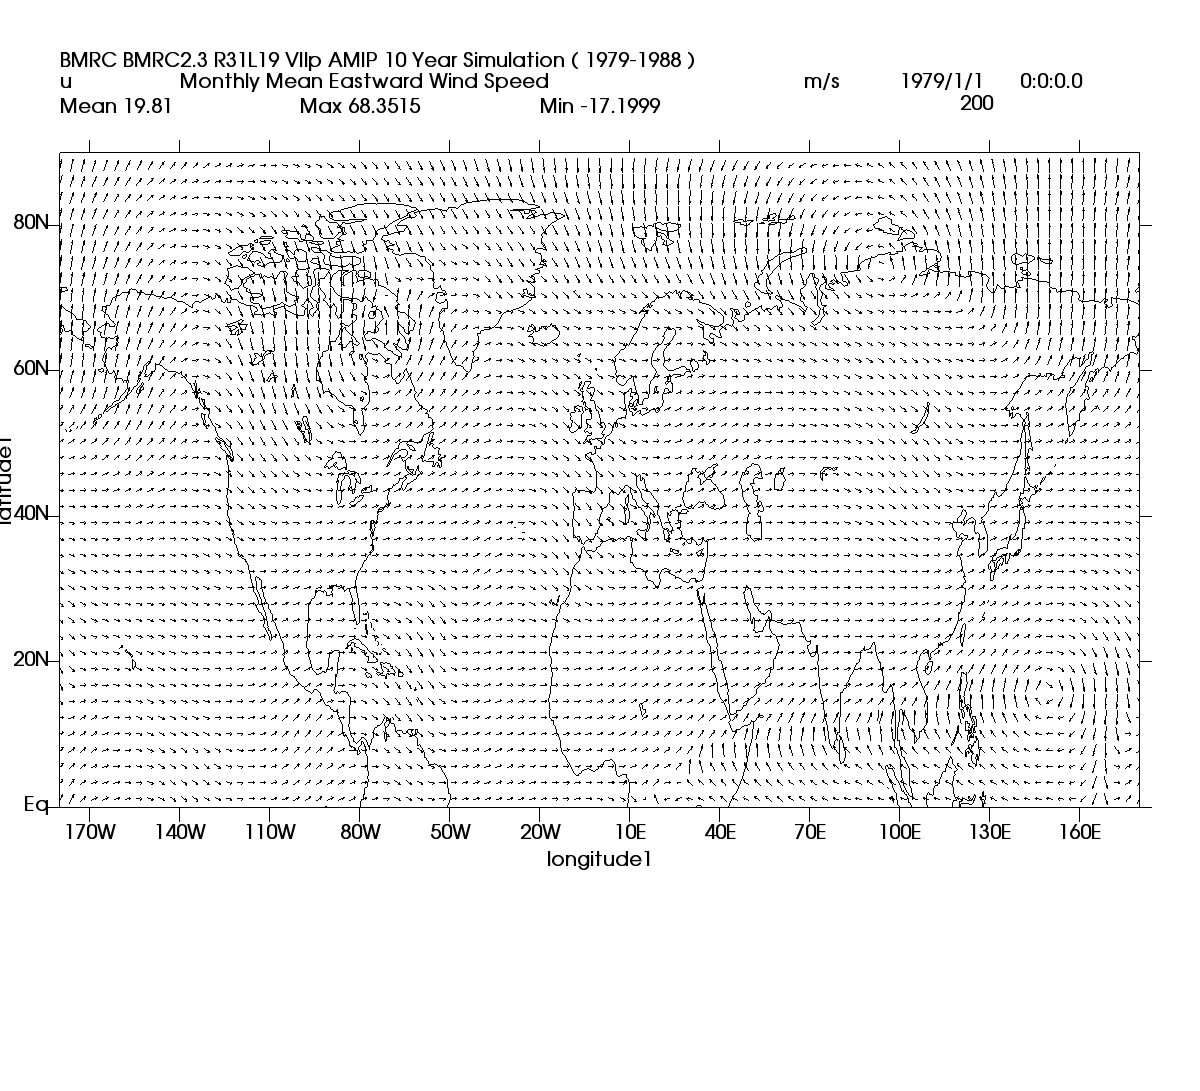 BMRC BMRC2.3 R31L19 VIIp AMIP 10 Year Simulation ( 1979-1988 )
u Monthly Mean Eastward Wind Speed m/s 1979/1/1 0:0:0.0
Mean 19.81 Max 68.3515 Min -17.1999 200
80N
60N
latitude1
40N
20N
Eq
170W 140W 110W 80W 50W 20W 10E 40E 70E 100E 130E 160E
longitude1